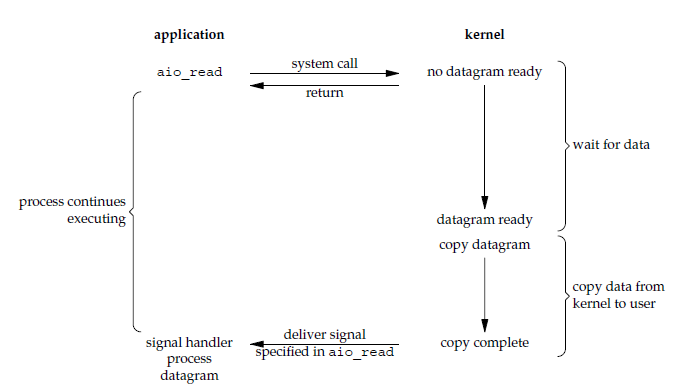 application
kernel
aio_read
system call
return
no datagram ready
wait for data
process continues
executing
datagram ready
copy datagram
copy data from
kernel to user
signal handler
process
datagram
deliver signal
specified in aio_read
copy complete